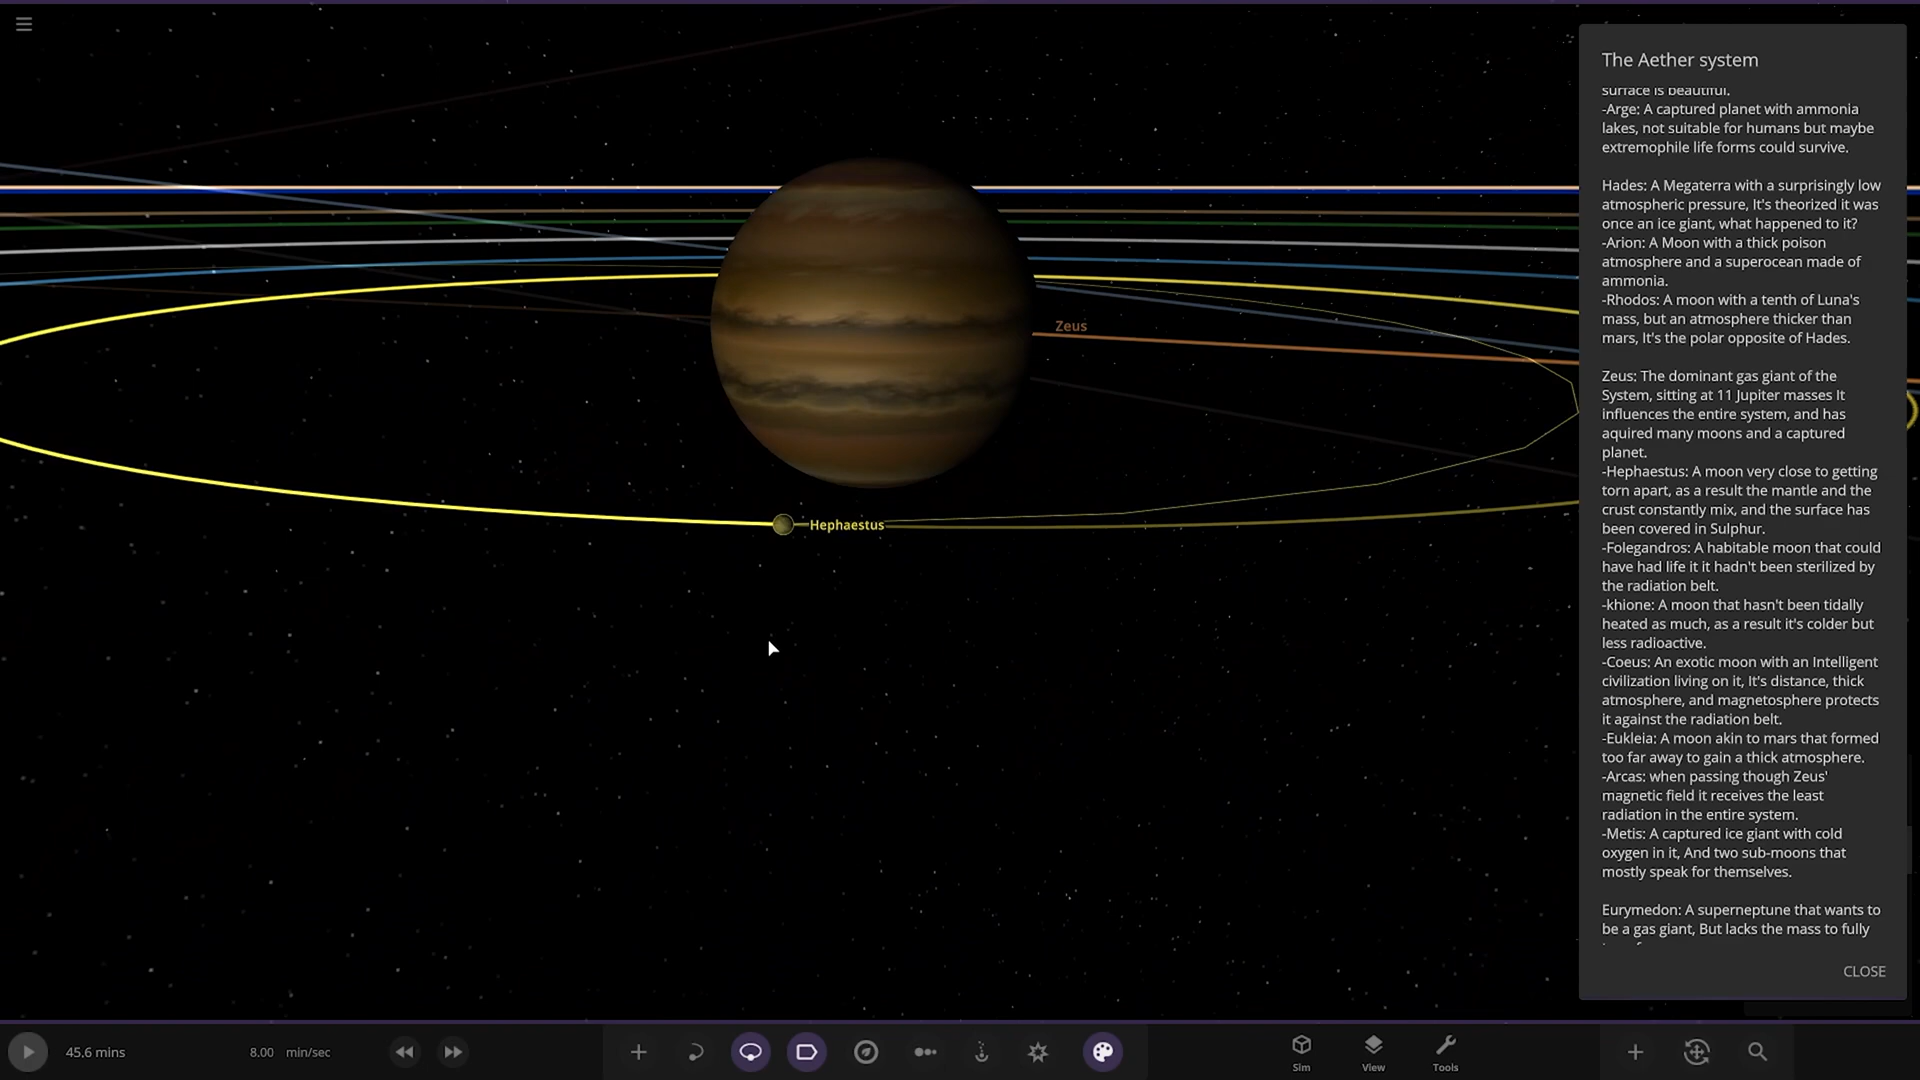 The Aether system
surface is beautiful.
-Arge: A captured planet with ammonia
lakes, not suitable for humans but maybe
extremophile life forms could survive.
Hades: A Megaterra with a surprisingly low
atmospheric pressure, It's theorized it was
once an ice giant, what happened to it?
-Arion: A Moon with a thick poison
atmosphere and a superocean made of
ammonia.
-Rhodos: A moon with a tenth of Luna's
mass, but an atmosphere thicker than
mars, It's the polar opposite of Hades.
Zeus: The dominant gas giant of the
System, sitting at 11 Jupiter masses It
influences the entire system, and has
aquired many moons and a captured
planet.
-Hephaestus: A moon very close to getting
torn apart, as a result the mantle and the
crust constantly mix, and the surface has
been covered in Sulphur.
-Folegandros: A habitable moon that could
have had life it it hadn't been sterilized by
the radiation belt.
-khione: A moon that hasn't been tidally
heated as much, as a result it's colder but
less radioactive.
-Coeus: An exotic moon with an Intelligent
civilization living on it, It's distance, thick
atmosphere, and magnetosphere protects
it against the radiation belt.
-Eukleia: A moon akin to mars that formed
too far away to gain a thick atmosphere.
-Arcas: when passing though Zeus'
magnetic field it receives the least
radiation in the entire system.
-Metis: A captured ice giant with cold
oxygen in it, And two sub-moons that
mostly speak for themselves.
Eurymedon: A superneptune that wants to
be a gas giant, But lacks the mass to fully
CLOSE
Zeus
Hephaestus
45.6 mins
8.00 min/sec
Sim
View
Tools